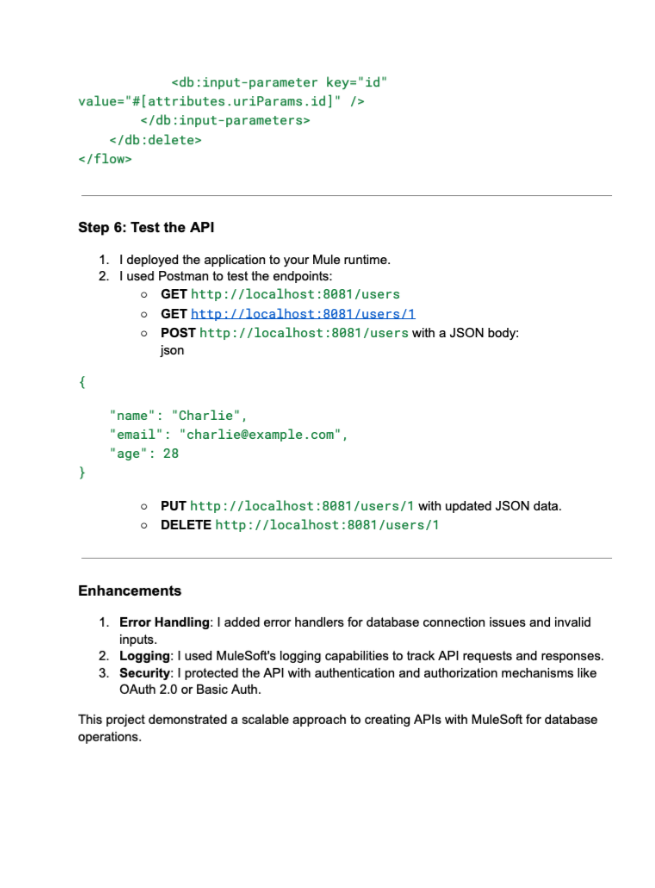 <db:input-parameter key="id"
value="#[attributes.uriParams.id]" />
</db:input-parameters>
</db:delete>
</flow>
Step 6: Test the API
1. I deployed the application to your Mule runtime.
2. I used Postman to test the endpoints:
○ GET http://localhost:8081/users
○ GET http://localhost:8081/users/1
○ POST http://localhost:8081/users with a JSON body:
json
{
"name": "Charlie",
"email": "charlie@example.com",
"age": 28
}
○ PUT http://localhost:8081/users/1 with updated JSON data.
○ DELETE http://localhost:8081/users/1
Enhancements
1. Error Handling: I added error handlers for database connection issues and invalid
inputs.
2. Logging: I used MuleSoft's logging capabilities to track API requests and responses.
3. Security: I protected the API with authentication and authorization mechanisms like
OAuth 2.0 or Basic Auth.
This project demonstrated a scalable approach to creating APIs with MuleSoft for database
operations.